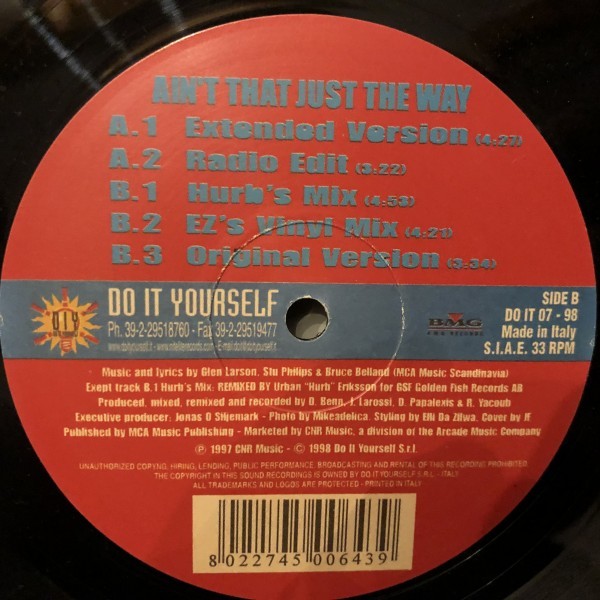 AIN'T THAT JUST THE WAY
A.1 Extended Version (4:27)
A.2 Radio Edit (3:22)
B.1 Hurb's Mix (4:53)
B.2 EZ's Vinyl Mix (4:21)
B.3 Original Version (3:34)
D.I.Y
DO IT YOURSELF
Ph. 39-2-29518760 - Fax 39-2-29519477
BMG
SIDE B
DO IT 07 - 98
Made in Italy
S.I.A.E. 33 RPM
Music and lyrics by Glen Larson, Stu Philips & Bruce Belland (MCA Music Scandinavia)
Exept track B.1 Hurb's Mix: REMIXED BY Urban "Hurb" Eriksson for GSF Golden Fish Records AB
Produced, mixed, remixed and recorded by D. Benn, J. Larossi, D. Papalexis & R. Yacoub
Executive producer: Jonas O Stljemark - Photo by Mikeadelica. Styling by Elli Da Zilwa. Cover by If
Published by MCA Music Publishing - Marketed by CNR Music, a division of the Arcade Music Company
℗ 1997 CNR Music - © 1998 Do It Yourself S.r.l.
UNAUTHORIZED COPYNG, HIRING, LENDING, PUBLIC PERFORMANCE, BROADCASTING AND RENTAL OF THIS RECORDING PROHIBITED.
THE COPYRIGHT IN THIS SOUND RECORDINGS IS OWNED BY DO IT YOURSELF S.R.L. - ITALY
ALL TRADEMARKS AND LOGOS ARE PROTECTED - PRINTED IN ITALY
8 022745 006439